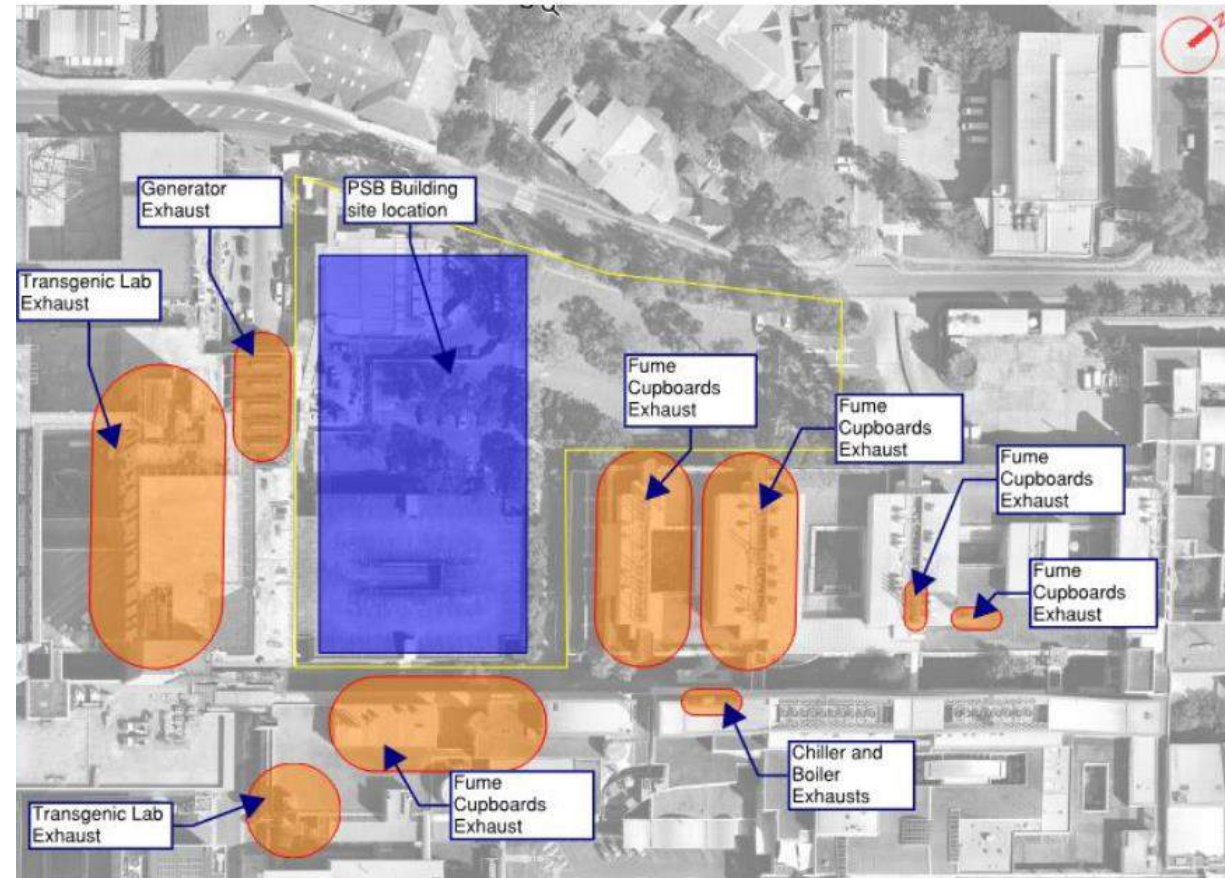 Generator
Exhaust
PSB Building
site location
Transgenic Lab
Exhaust
Fume
Cupboards
Exhaust
Fume
Cupboards
Exhaust
Fume
Cupboards
Exhaust
Fume
Cupboards
Exhaust
Chiller and
Boiler
Exhausts
Fume
Cupboards
Exhaust
Transgenic Lab
Exhaust